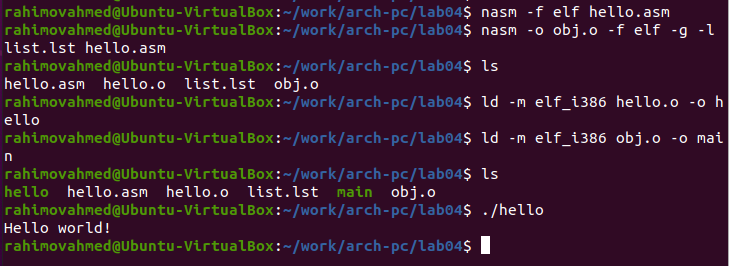 rahimovahmed@Ubuntu-VirtualBox:~/work/arch-pc/lab04$ nasm -f elf hello.asm
rahimovahmed@Ubuntu-VirtualBox:~/work/arch-pc/lab04$ nasm -o obj.o -f elf -g -l
list.lst hello.asm
rahimovahmed@Ubuntu-VirtualBox:~/work/arch-pc/lab04$ ls
hello.asm  hello.o  list.lst  obj.o
rahimovahmed@Ubuntu-VirtualBox:~/work/arch-pc/lab04$ ld -m elf_i386 hello.o -o h
ello
rahimovahmed@Ubuntu-VirtualBox:~/work/arch-pc/lab04$ ld -m elf_i386 obj.o -o mai
n
rahimovahmed@Ubuntu-VirtualBox:~/work/arch-pc/lab04$ ls
hello  hello.asm  hello.o  list.lst  main  obj.o
rahimovahmed@Ubuntu-VirtualBox:~/work/arch-pc/lab04$ ./hello
Hello world!
rahimovahmed@Ubuntu-VirtualBox:~/work/arch-pc/lab04$